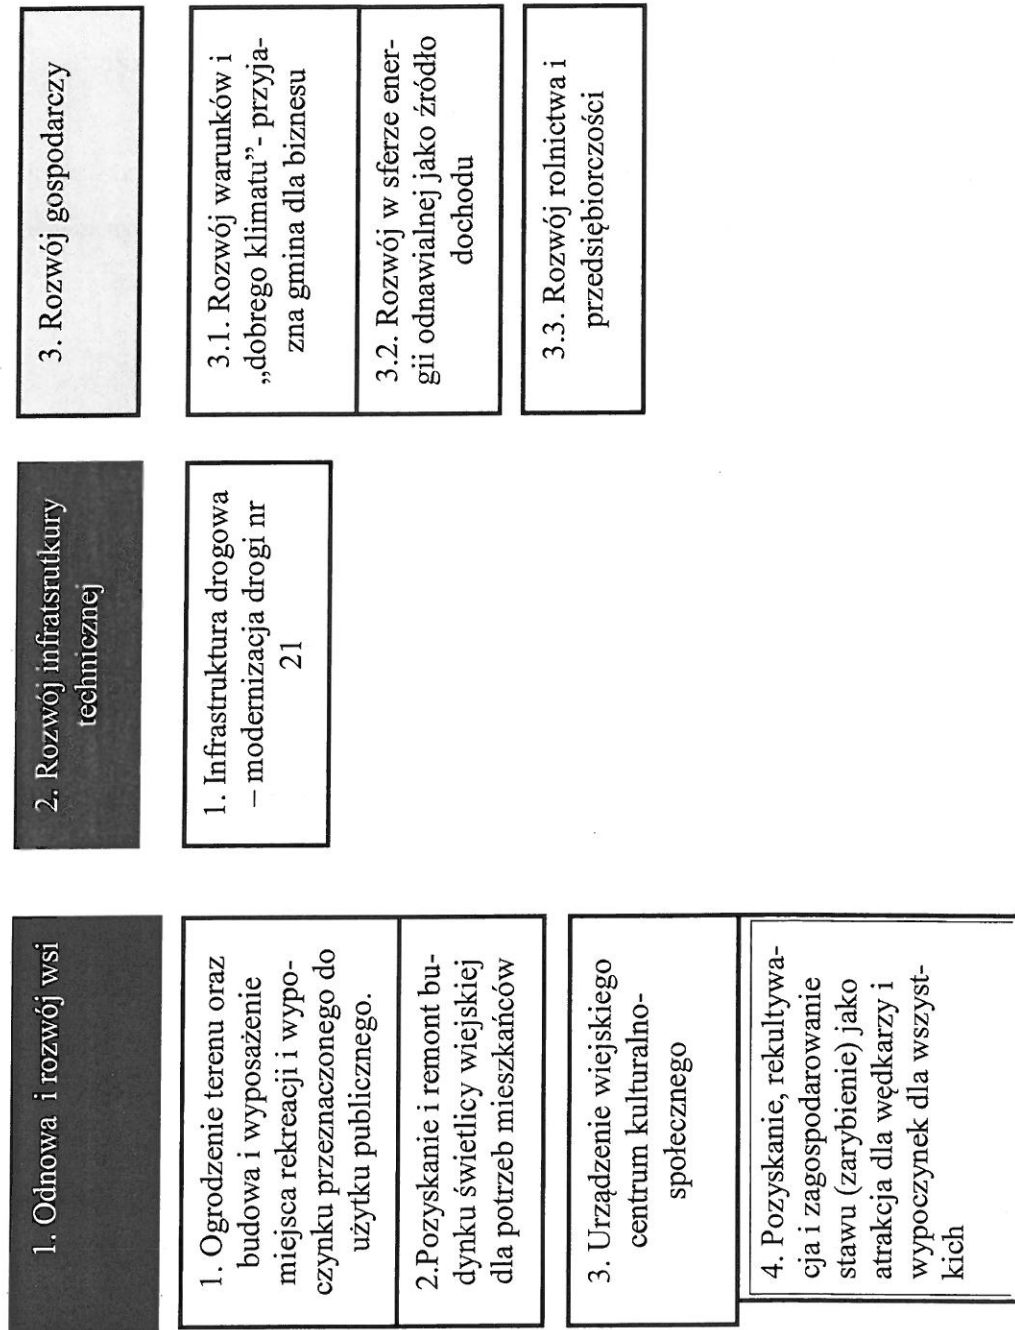 1. Odnowa i rozwój wsi
1. Ogrodzenie terenu oraz
budowa i wyposażenie
miejsca rekreacji i wypo-
czynku przeznaczonego do
użytku publicznego.
2.Pozyskanie i remont bu-
dynku świetlicy wiejskiej
dla potrzeb mieszkańców
3. Urządzenie wiejskiego
centrum kulturalno-
społecznego
4. Pozyskanie, rekultywa-
cja i zagospodarowanie
stawu (zarybienie) jako
atrakcja dla wędkarzy i
wypoczynek dla wszyst-
kich
2. Rozwój infratsrutkury
technicznej
1. Infrastruktura drogowa
– modernizacja drogi nr
21
3. Rozwój gospodarczy
3.1. Rozwój warunków i
„dobrego klimatu”- przyja-
zna gmina dla biznesu
3.2. Rozwój w sferze ener-
gii odnawialnej jako źródło
dochodu
3.3. Rozwój rolnictwa i
przedsiębiorczości